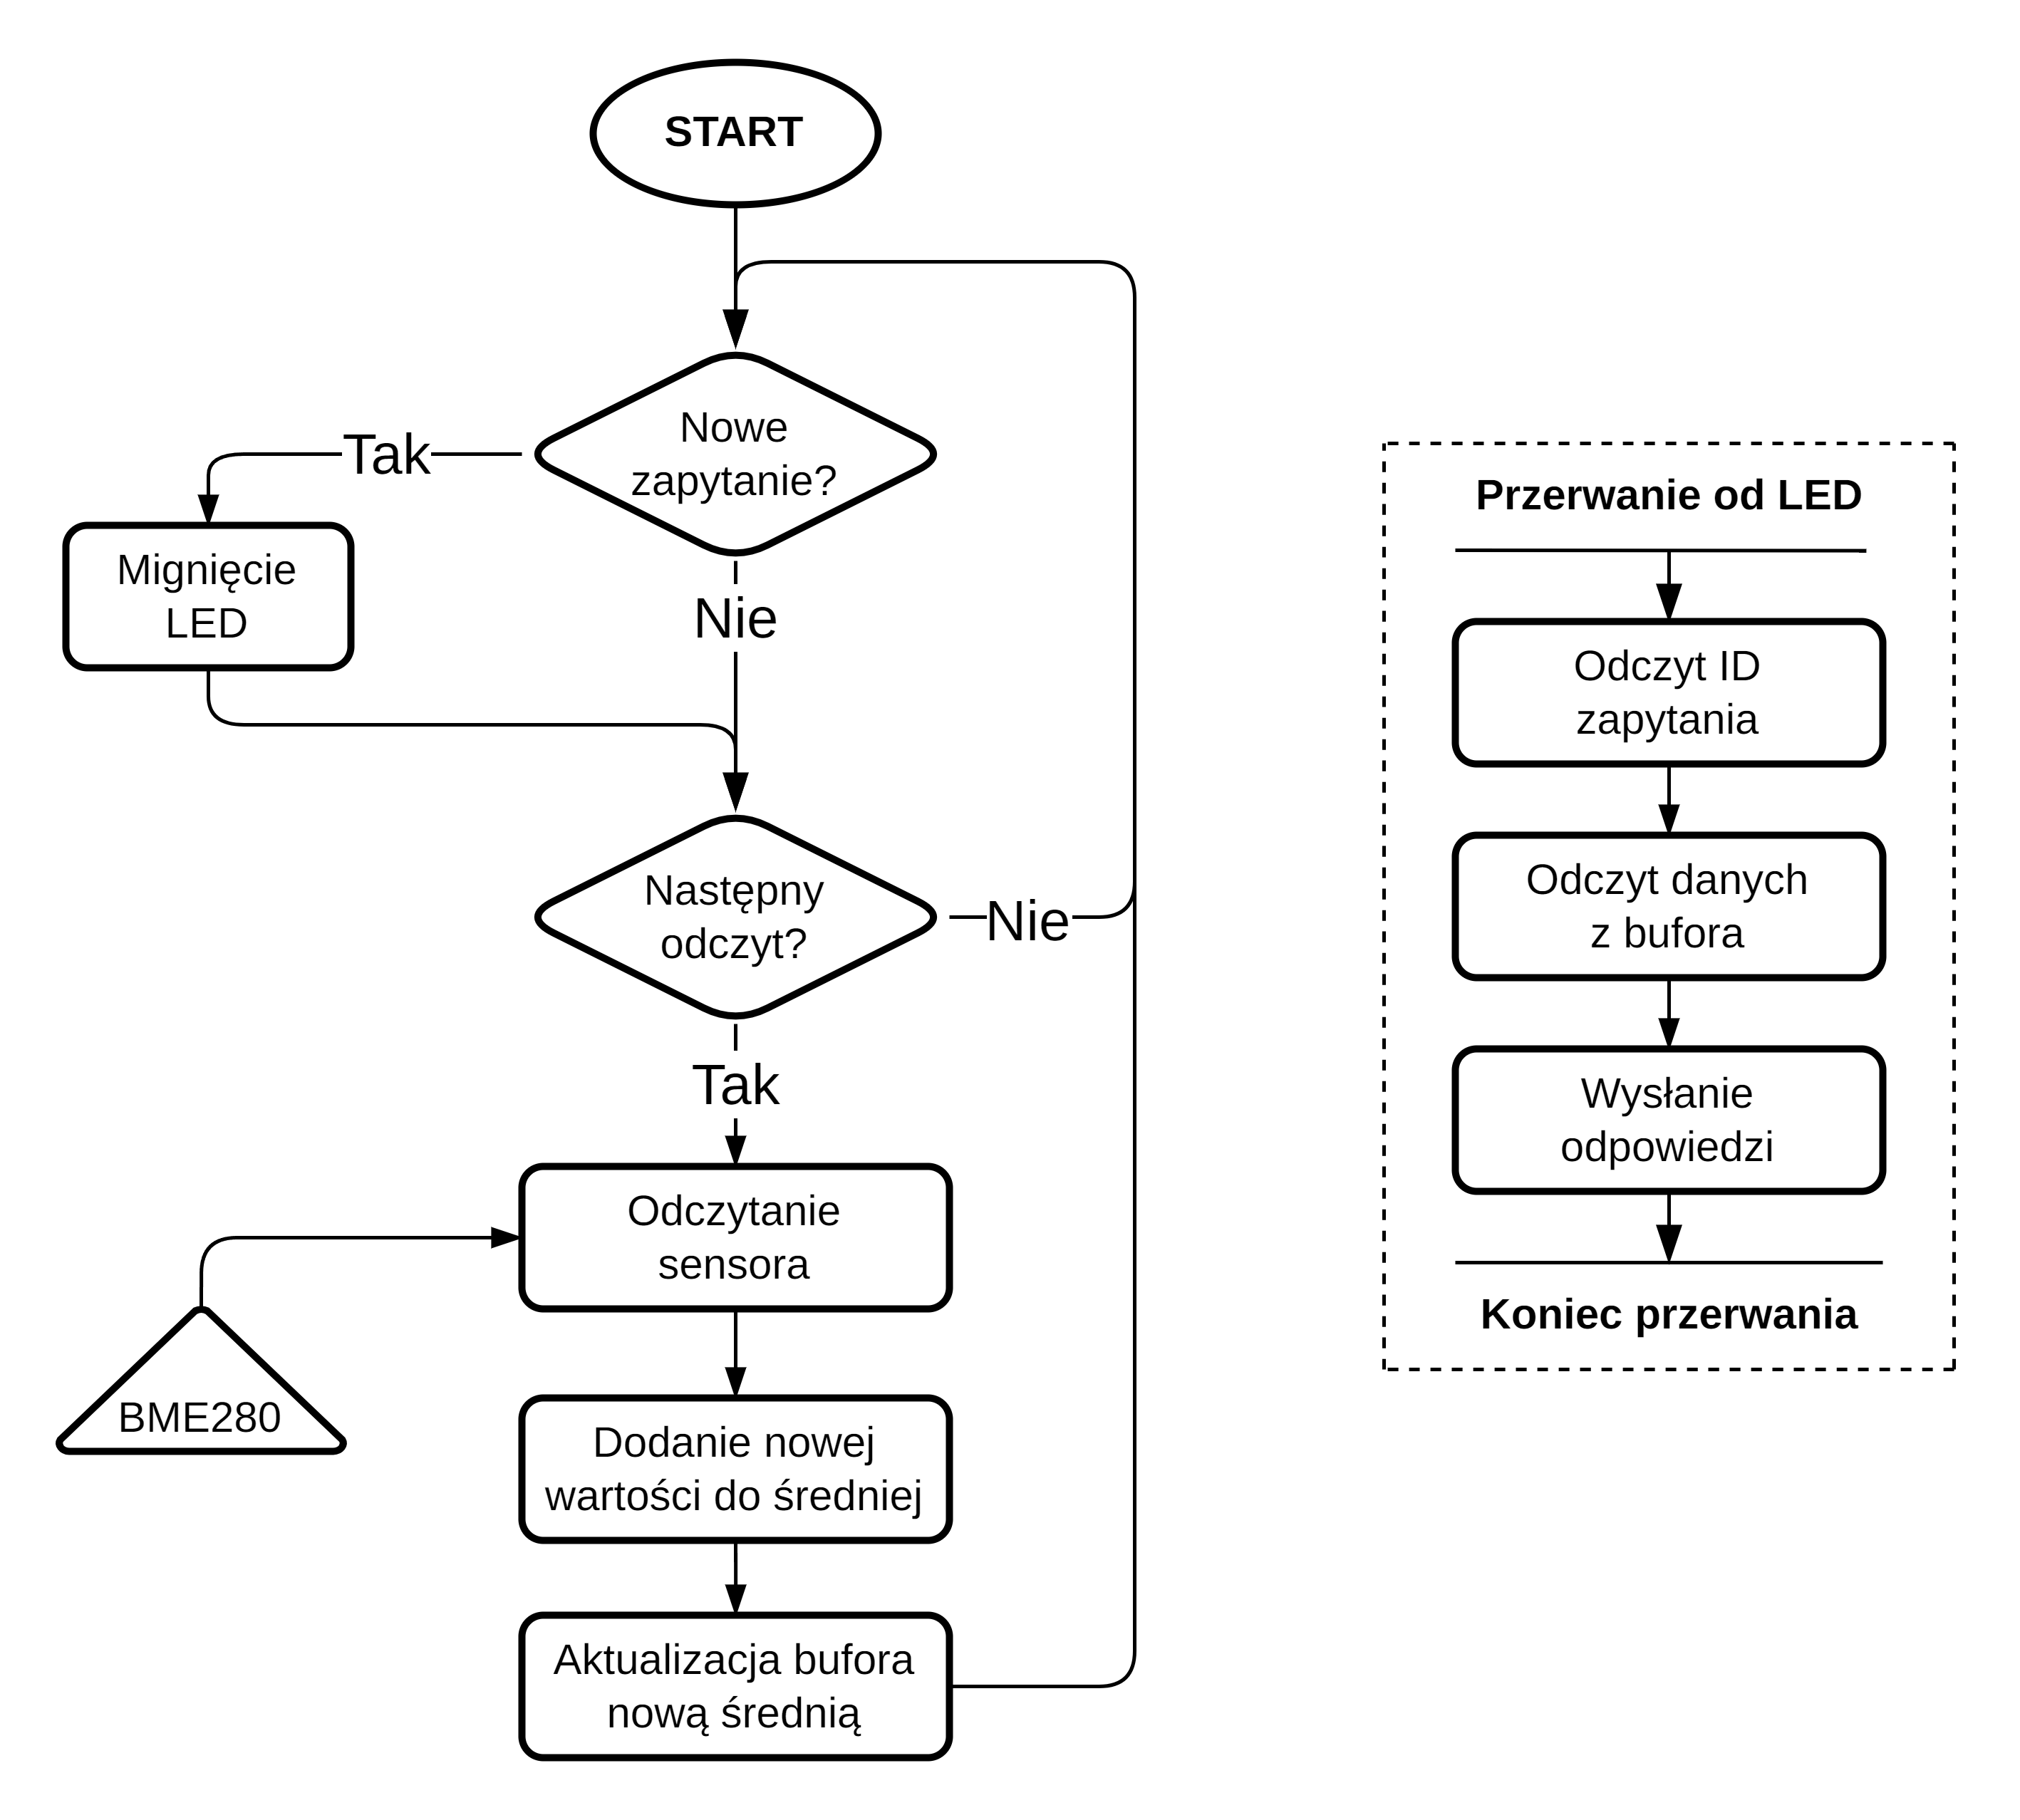 START
Nowe
zapytanie?
Tak
Mignięcie
LED
Nie
Następny
odczyt?
Nie
Tak
Odczytanie
sensora
BME280
Dodanie nowej
wartości do średniej
Aktualizacja bufora
nową średnią
Przerwanie od LED
Odczyt ID
zapytania
Odczyt danych
z bufora
Wysłanie
odpowiedzi
Koniec przerwania